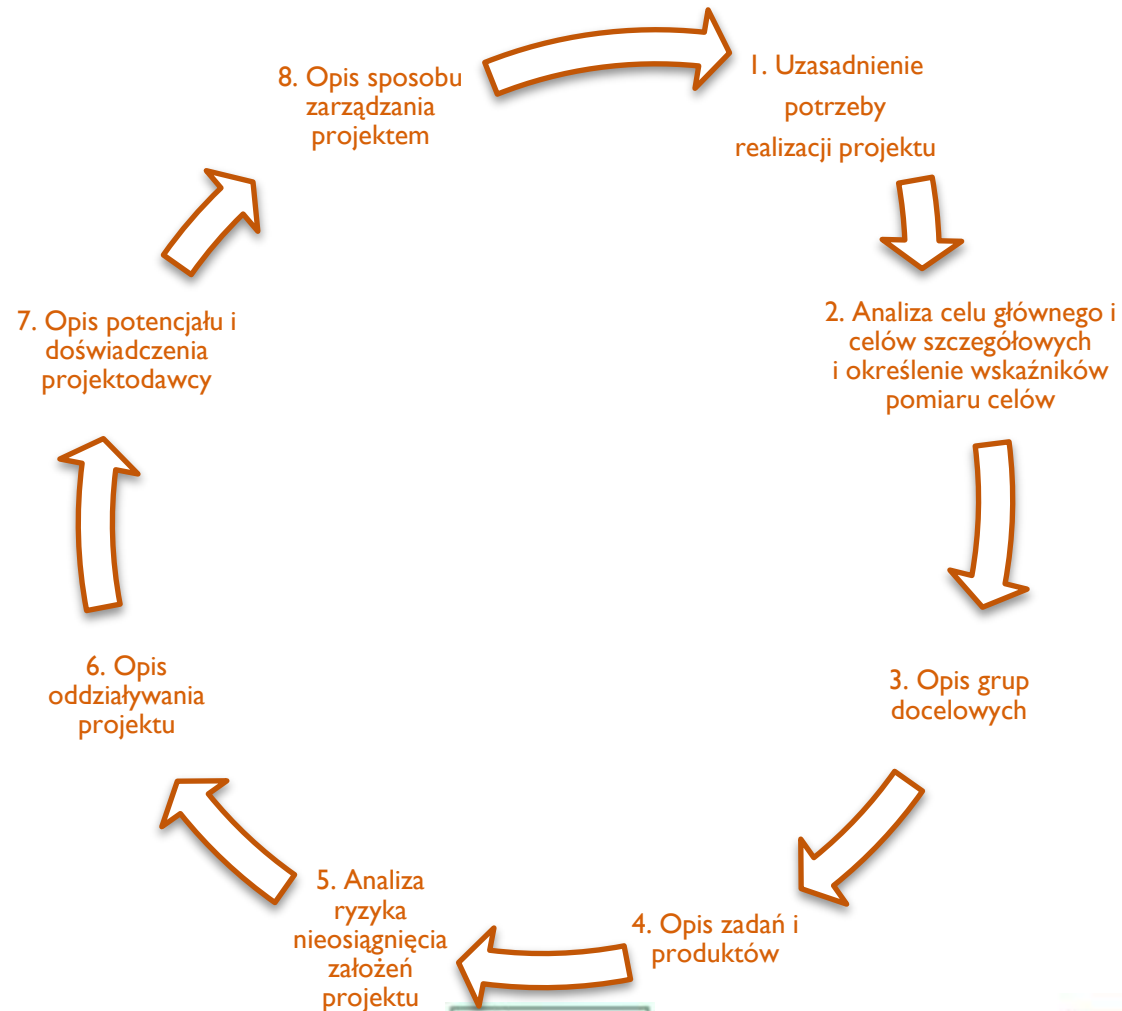 1. Uzasadnienie
potrzeby
realizacji projektu
2. Analiza celu głównego i
celów szczegółowych
i określenie wskaźników
pomiaru celów
3. Opis grup
docelowych
4. Opis zadań i
produktów
5. Analiza
ryzyka
nieosiągnięcia
założeń
projektu
6. Opis
oddziaływania
projektu
7. Opis potencjału i
doświadczenia
projektodawcy
8. Opis sposobu
zarządzania
projektem